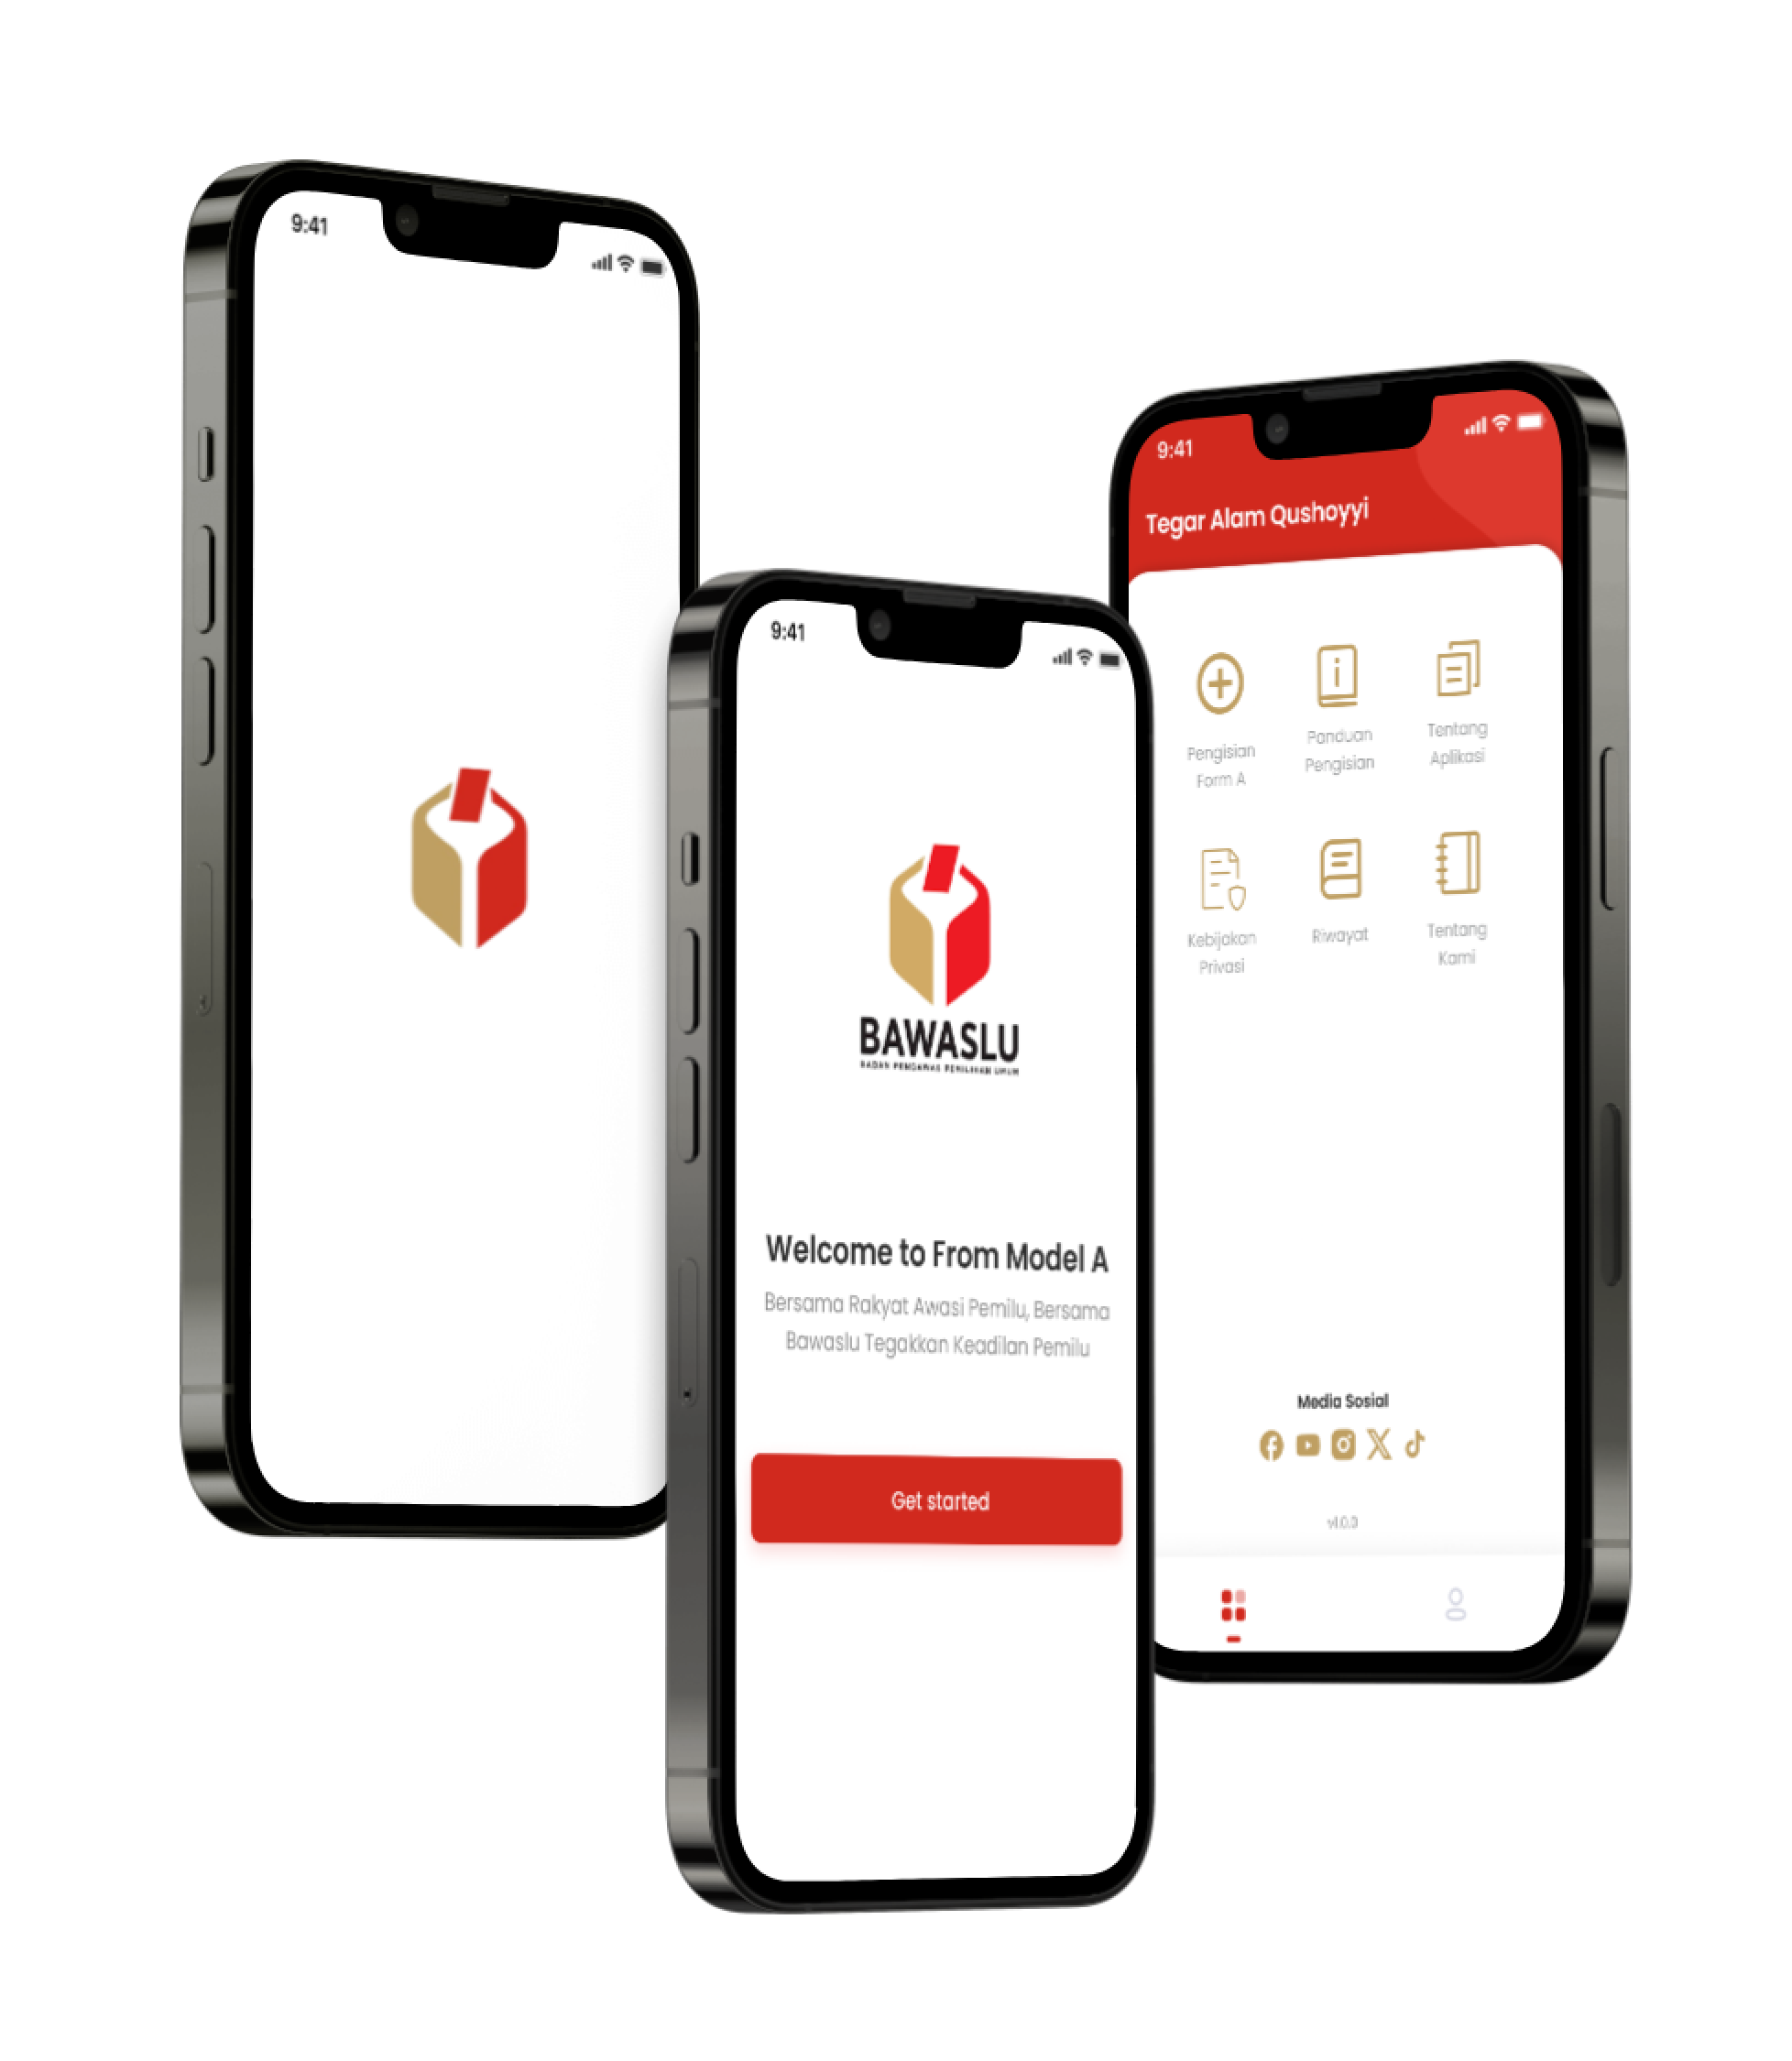 9:41
9:41
BAWASLU
BADAN PENGAWAS PEMILIHAN UMUM
Welcome to From Model A
Bersama Rakyat Awasi Pemilu, Bersama
Bawaslu Tegakkan Keadilan Pemilu
Get started
9:41
Tegar Alam Qushoyyi
Pengisian
Form A
Panduan
Pengisian
Tentang
Aplikasi
Kebijakan
Privasi
Riwayat
Tentang
Kami
Media Sosial
v1.0.0